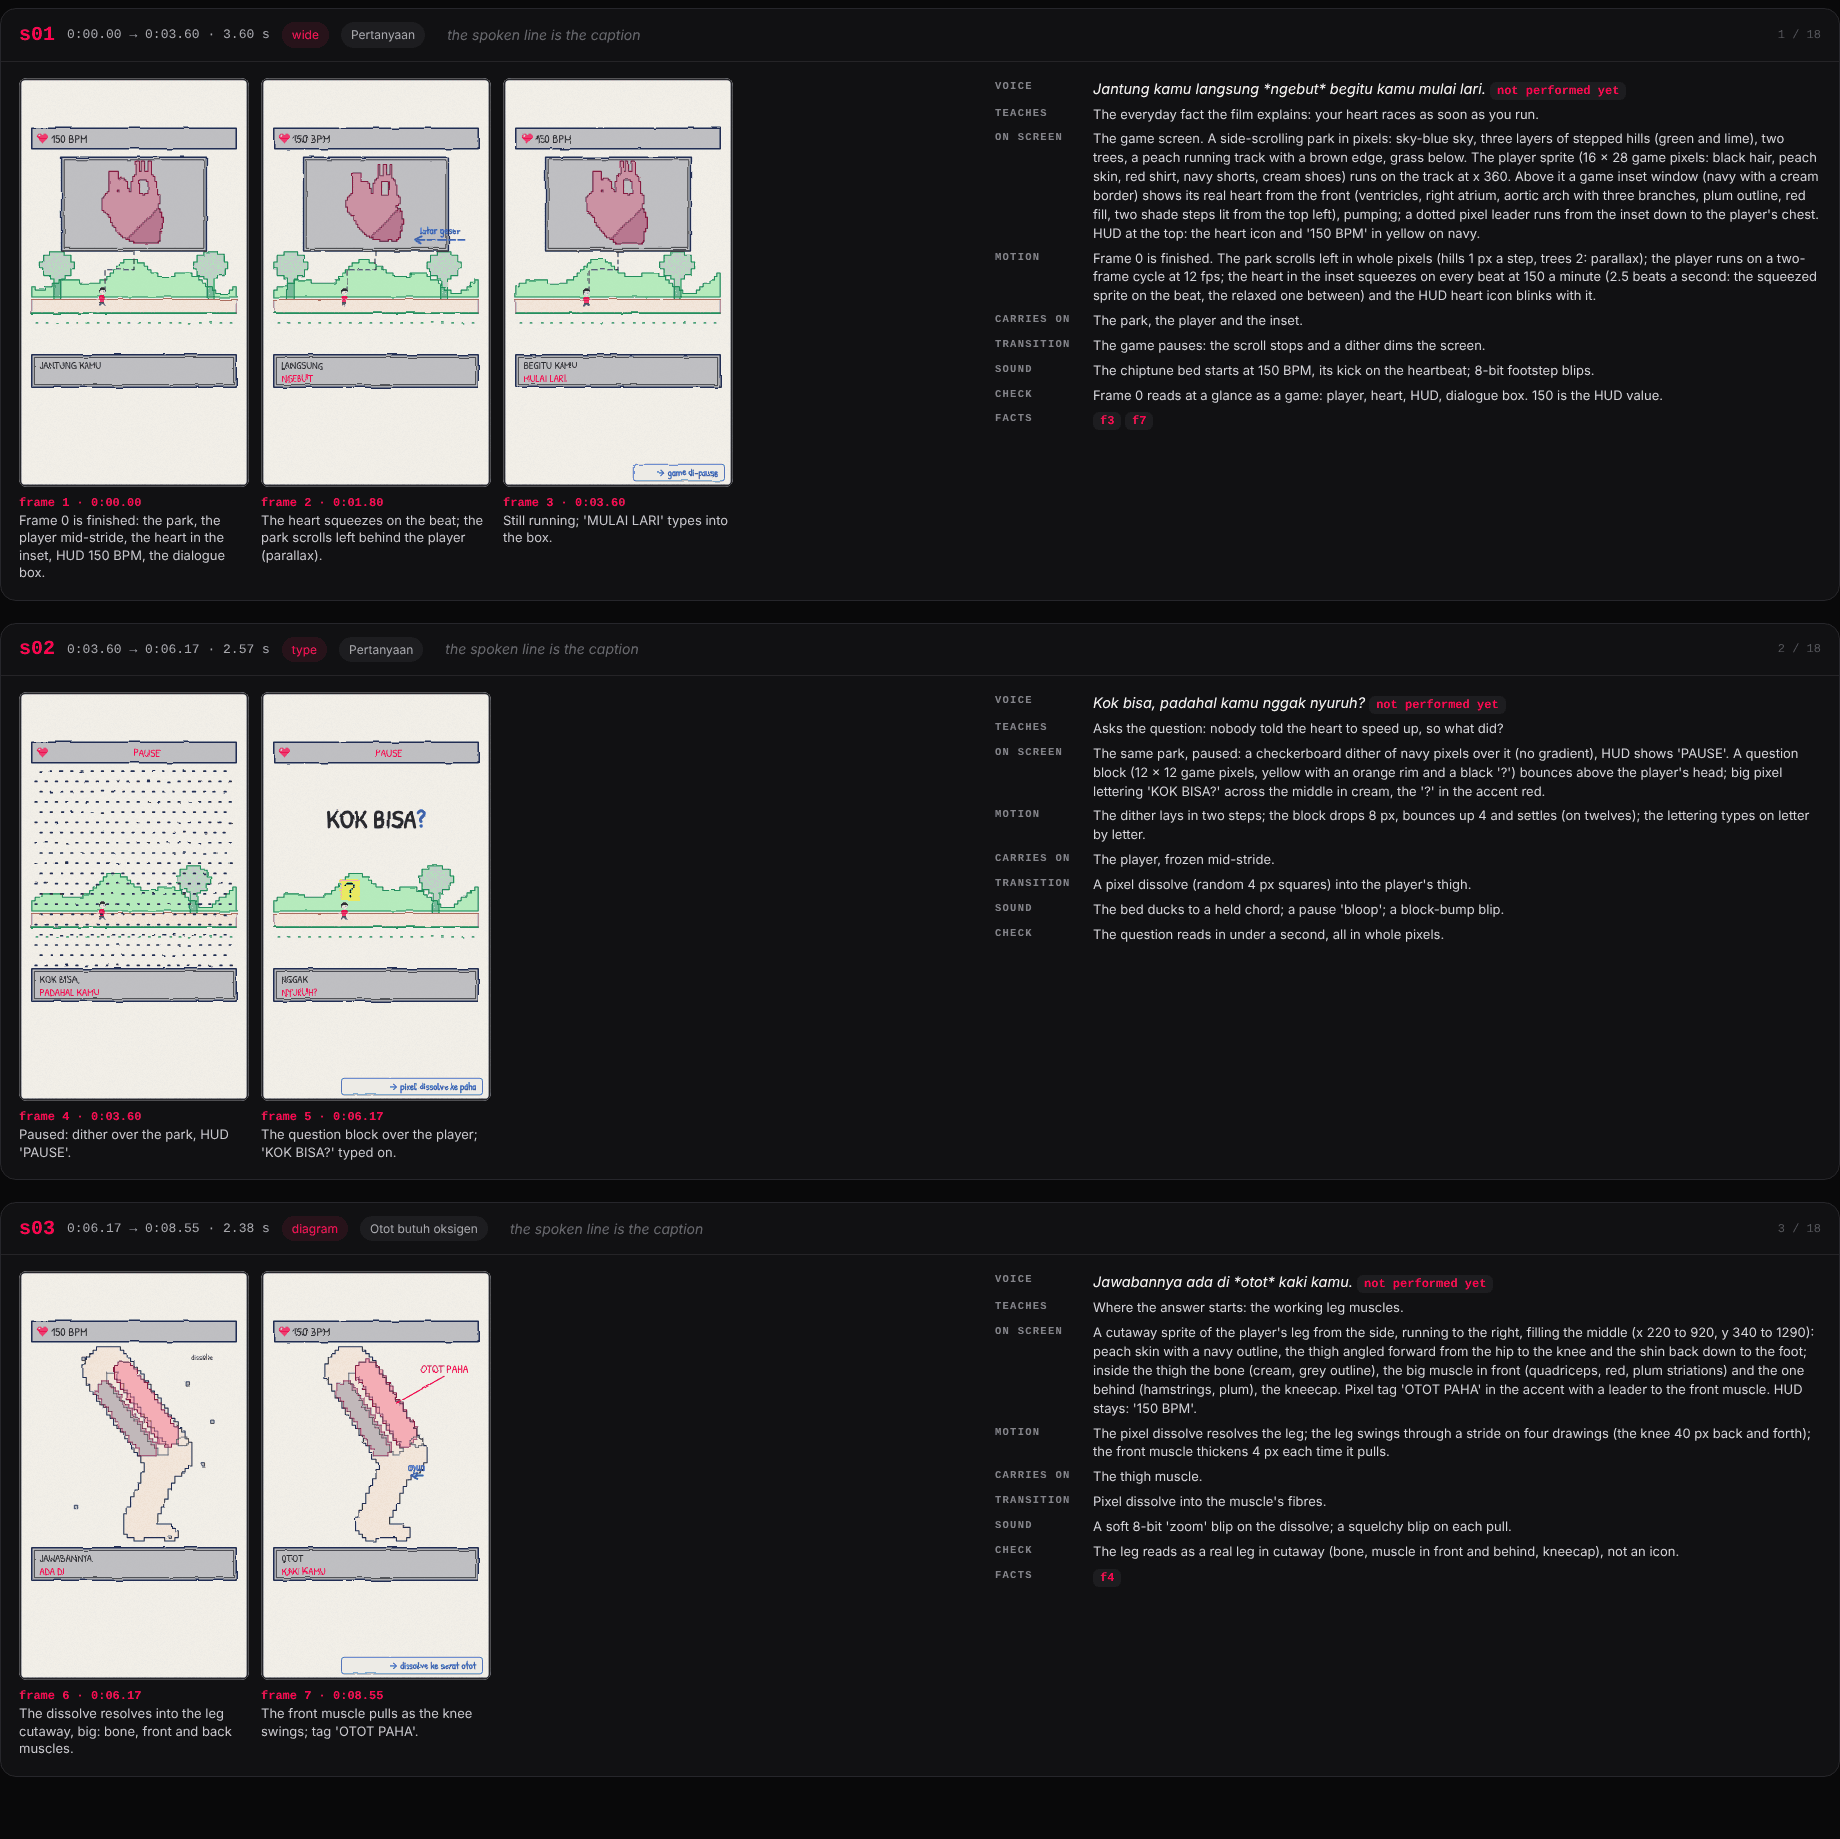 s01 0:00.00 → 0:03.60 · 3.60 s wide Pertanyaan the spoken line is the caption 1 / 18
150 BPM
JANTUNG KAMU
150 BPM
latar geser
LANGSUNG
NGEBUT
150 BPM
BEGITU KAMU
MULAI LARI.
→ game di-pause
frame 1 · 0:00.00
Frame 0 is finished: the park, the
player mid-stride, the heart in the
inset, HUD 150 BPM, the dialogue
box.
frame 2 · 0:01.80
The heart squeezes on the beat; the
park scrolls left behind the player
(parallax).
frame 3 · 0:03.60
Still running; 'MULAI LARI' types into
the box.
VOICE Jantung kamu langsung *ngebut* begitu kamu mulai lari. not performed yet
TEACHES The everyday fact the film explains: your heart races as soon as you run.
ON SCREEN The game screen. A side-scrolling park in pixels: sky-blue sky, three layers of stepped hills (green and lime), two
trees, a peach running track with a brown edge, grass below. The player sprite (16 × 28 game pixels: black hair, peach
skin, red shirt, navy shorts, cream shoes) runs on the track at x 360. Above it a game inset window (navy with a cream
border) shows its real heart from the front (ventricles, right atrium, aortic arch with three branches, plum outline, red
fill, two shade steps lit from the top left), pumping; a dotted pixel leader runs from the inset down to the player's chest.
HUD at the top: the heart icon and '150 BPM' in yellow on navy.
MOTION Frame 0 is finished. The park scrolls left in whole pixels (hills 1 px a step, trees 2: parallax); the player runs on a two-
frame cycle at 12 fps; the heart in the inset squeezes on every beat at 150 a minute (2.5 beats a second: the squeezed
sprite on the beat, the relaxed one between) and the HUD heart icon blinks with it.
CARRIES ON The park, the player and the inset.
TRANSITION The game pauses: the scroll stops and a dither dims the screen.
SOUND The chiptune bed starts at 150 BPM, its kick on the heartbeat; 8-bit footstep blips.
CHECK Frame 0 reads at a glance as a game: player, heart, HUD, dialogue box. 150 is the HUD value.
FACTS f3 f7
s02 0:03.60 → 0:06.17 · 2.57 s type Pertanyaan the spoken line is the caption 2 / 18
PAUSE
KOK BISA,
PADAHAL KAMU
PAUSE
KOK BISA?
?
NGGAK
NYURUH?
→ pixel dissolve ke paha
frame 4 · 0:03.60
Paused: dither over the park, HUD
'PAUSE'.
frame 5 · 0:06.17
The question block over the player;
'KOK BISA?' typed on.
VOICE Kok bisa, padahal kamu nggak nyuruh? not performed yet
TEACHES Asks the question: nobody told the heart to speed up, so what did?
ON SCREEN The same park, paused: a checkerboard dither of navy pixels over it (no gradient), HUD shows 'PAUSE'. A question
block (12 × 12 game pixels, yellow with an orange rim and a black '?') bounces above the player's head; big pixel
lettering 'KOK BISA?' across the middle in cream, the '?' in the accent red.
MOTION The dither lays in two steps; the block drops 8 px, bounces up 4 and settles (on twelves); the lettering types on letter
by letter.
CARRIES ON The player, frozen mid-stride.
TRANSITION A pixel dissolve (random 4 px squares) into the player's thigh.
SOUND The bed ducks to a held chord; a pause 'bloop'; a block-bump blip.
CHECK The question reads in under a second, all in whole pixels.
s03 0:06.17 → 0:08.55 · 2.38 s diagram Otot butuh oksigen the spoken line is the caption 3 / 18
150 BPM
dissolve
JAWABANNYA
ADA DI
150 BPM
OTOT PAHA
OTOT
KAKI KAMU
→ dissolve ke serat otot
frame 6 · 0:06.17
The dissolve resolves into the leg
cutaway, big: bone, front and back
muscles.
frame 7 · 0:08.55
The front muscle pulls as the knee
swings; tag 'OTOT PAHA'.
VOICE Jawabannya ada di *otot* kaki kamu. not performed yet
TEACHES Where the answer starts: the working leg muscles.
ON SCREEN A cutaway sprite of the player's leg from the side, running to the right, filling the middle (x 220 to 920, y 340 to 1290):
peach skin with a navy outline, the thigh angled forward from the hip to the knee and the shin back down to the foot;
inside the thigh the bone (cream, grey outline), the big muscle in front (quadriceps, red, plum striations) and the one
behind (hamstrings, plum), the kneecap. Pixel tag 'OTOT PAHA' in the accent with a leader to the front muscle. HUD
stays: '150 BPM'.
MOTION The pixel dissolve resolves the leg; the leg swings through a stride on four drawings (the knee 40 px back and forth);
the front muscle thickens 4 px each time it pulls.
CARRIES ON The thigh muscle.
TRANSITION Pixel dissolve into the muscle's fibres.
SOUND A soft 8-bit 'zoom' blip on the dissolve; a squelchy blip on each pull.
CHECK The leg reads as a real leg in cutaway (bone, muscle in front and behind, kneecap), not an icon.
FACTS f4